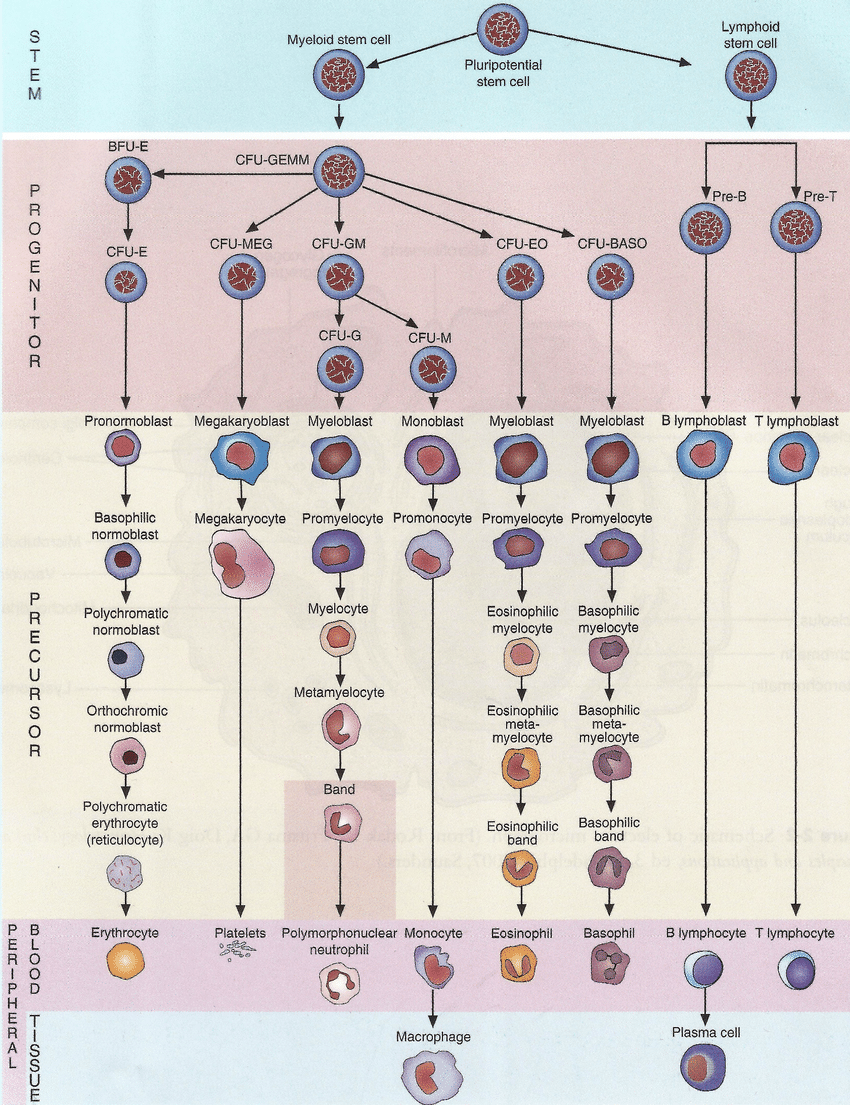 STEM
Myeloid stem cell
Pluripotential
stem cell
Lymphoid
stem cell
PROGENITOR
BFU-E
CFU-GEMM
Pre-B
Pre-T
CFU-E
CFU-MEG
CFU-GM
CFU-EO
CFU-BASO
CFU-G
CFU-M
PRECURSOR
Pronormoblast
Megakaryoblast
Myeloblast
Monoblast
Myeloblast
Myeloblast
B lymphoblast
T lymphoblast
Basophilic
normoblast
Megakaryocyte
Promyelocyte
Promonocyte
Promyelocyte
Promyelocyte
Polychromatic
normoblast
Myelocyte
Eosinophilic
myelocyte
Basophilic
myelocyte
Orthochromic
normoblast
Metamyelocyte
Eosinophilic
meta-
myelocyte
Basophilic
meta-
myelocyte
Polychromatic
erythrocyte
(reticulocyte)
Band
Eosinophilic
band
Basophilic
band
PERIPHERAL
BLOOD
Erythrocyte
Platelets
Polymorphonuclear
neutrophil
Monocyte
Eosinophil
Basophil
B lymphocyte
T lymphocyte
TISSUE
Macrophage
Plasma cell